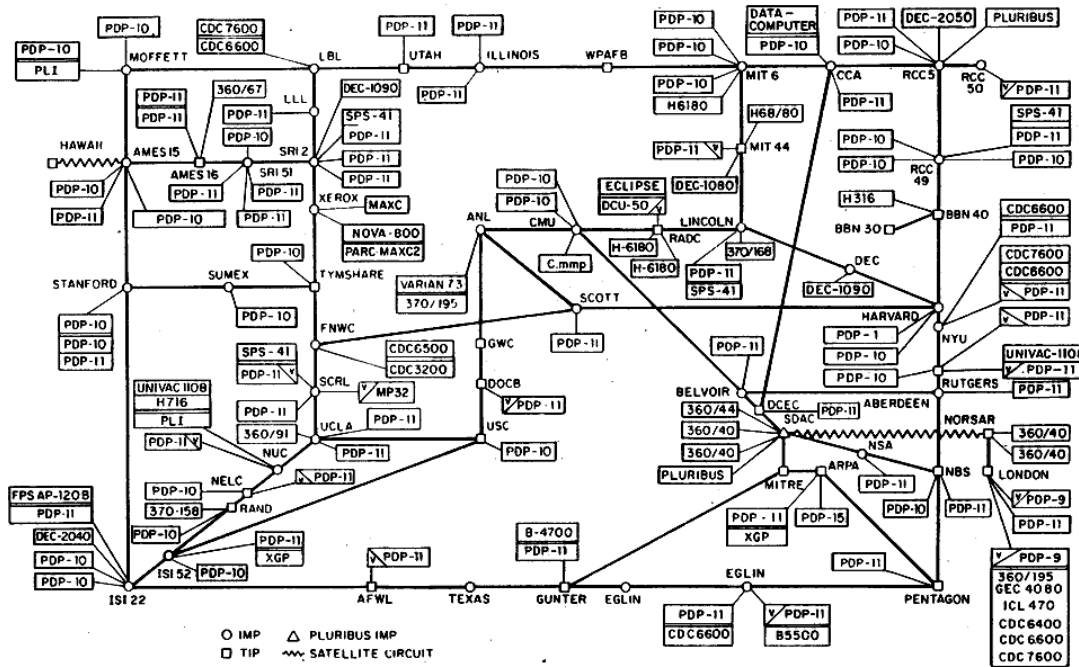 PDP-10
CDC7600
CDC6600
PDP-11
PDP-11
PDP-10
DATA-
COMPUTER
PDP-10
PDP-11
DEC-2050
PLURIBUS
PDP-10
PLI
MOFFETT
LBL
UTAH
ILLINOIS
WPAFB
PDP-10
PDP-10
PDP-10
H6180
MIT 6
CCA
RCC5
RCC
50
PDP-11
PDP-11
PDP-11
PDP-11
PDP-11
360/67
LLL
PDP-11
PDP-10
DEC-1090
SPS-41
PDP-11
PDP-11
PDP-11
H68/80
PDP-11
MIT 44
DEC-1080
SPS-41
PDP-11
PDP-10
PDP-10
PDP-10
RCC
49
HAWAII
AMES15
AMES16
SRI 51
SRI 2
PDP-10
PDP-11
PDP-10
PDP-11
PDP-11
XEROX
MAXC
NOVA-800
PARC-MAXC2
ANL
PDP-10
PDP-10
CMU
C.mmp
ECLIPSE
DCU-50
H-6180
RADC
H-6180
LINCOLN
370/168
PDP-11
SPS-41
H316
BBN 40
BBN 30
CDC6600
PDP-11
CDC7600
CDC6600
PDP-11
PDP-11
DEC
DEC-1090
STANFORD
SUMEX
PDP-10
TYMSHARE
PDP-10
PDP-10
PDP-10
PDP-11
VARIAN 73
370/195
SCOTT
PDP-11
HARVARD
PDP-1
PDP-10
PDP-10
NYU
FNWC
CDC6500
CDC3200
GWC
SPS-41
PDP-11
SCRL
MP32
DOCB
PDP-11
PDP-11
BELVOIR
RUTGERS
UNIVAC-1108
PDP-11
PDP-11
ABERDEEN
UNIVAC 1108
H716
PLI
PDP-11
PDP-11
360/91
UCLA
PDP-11
PDP-11
USC
PDP-10
360/44
360/40
360/40
PLURIBUS
DCEC
PDP-11
SDAC
NORSAR
360/40
360/40
NUC
NSA
PDP-11
NELC
PDP-11
PDP-10
370-158
RAND
PDP-10
MITRE
ARPA
NBS
PDP-10
PDP-11
LONDON
PDP-9
PDP-11
FPS AP-120B
PDP-11
DEC-2040
PDP-10
PDP-10
ISI 22
ISI 52
PDP-11
XGP
PDP-10
PDP-11
XGP
PDP-15
PDP-11
B-4700
PDP-11
PDP-11
AFWL
TEXAS
GUNTER
EGLIN
EGLIN
PENTAGON
PDP-11
CDC6600
PDP-11
B5500
PDP-9
360/195
GEC 4080
ICL 470
CDC6400
CDC6600
CDC7600
IMP
PLURIBUS IMP
TIP
SATELLITE CIRCUIT